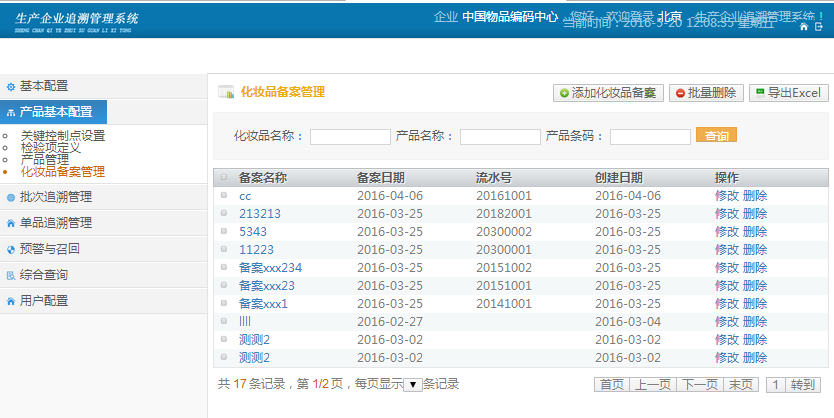 生产企业追溯管理系统
SHENG CHAN QI YE ZHUI SU GUAN LI XI TONG
企业 中国物品编码中心 您好，欢迎登录 北京 生产企业追溯管理系统！
基本配置
产品基本配置
关键控制点设置
检验项定义
产品管理
化妆品备案管理
批次追溯管理
单品追溯管理
预警与召回
综合查询
用户配置
化妆品备案管理 添加化妆品备案 批量删除 导出Excel
化妆品名称： 产品名称： 产品条码： 查询
备案名称 备案日期 流水号 创建日期 操作
cc 2016-04-06 20161001 2016-04-06 修改 删除
213213 2016-03-25 20182001 2016-03-25 修改 删除
5343 2016-03-25 20300002 2016-03-25 修改 删除
11223 2016-03-25 20300001 2016-03-25 修改 删除
备案xxx234 2016-03-25 20151002 2016-03-25 修改 删除
备案xxx23 2016-03-25 20151001 2016-03-25 修改 删除
备案xxx1 2016-03-25 20141001 2016-03-25 修改 删除
llll 2016-02-27 2016-03-04 修改 删除
测测2 2016-03-02 2016-03-02 修改 删除
测测2 2016-03-02 2016-03-02 修改 删除
共 17 条记录，第 1/2 页，每页显示 条记录 首页 上一页 下一页 末页 1 转到